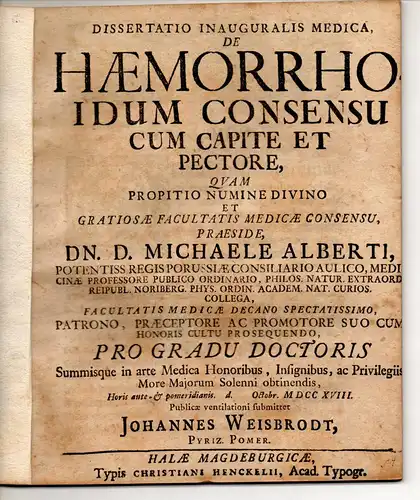 DISSERTATIO INAUGURALIS MEDICA,
DE
HÆMORRHO-
IDUM CONSENSU
CUM CAPITE ET
PECTORE,
QVAM
PROPITIO NUMINE DIVINO
ET
GRATIOSÆ FACULTATIS MEDICÆ CONSENSU,
PRAESIDE,
DN. D. MICHAELE ALBERTI,
POTENTISS REGIS PORUSSIÆ CONSILIARIO AULICO, MEDI
CINÆ PROFESSORE PUBLICO ORDINARIO, PHILOS. NATUR. EXTRAORD
REIPUBL. NORIBERG. PHYS. ORDIN. ACADEM. NAT. CURIOS.
COLLEGA,
FACULTATIS MEDICÆ DECANO SPECTATISSIMO,
PATRONO, PRÆCEPTORE AC PROMOTORE SUO CUM
HONORIS CULTU PROSEQUENDO,
PRO GRADU DOCTORIS
Summisque in arte Medica Honoribus, Insignibus, ac Privilegiis
More Majorum Solenni obtinendis,
Horis ante- & pomeridianis. d. Octobr. MDCCXVIII.
Publicæ ventilationi submittet
JOHANNES WEISBRODT,
PYRIZ. POMER.
HALÆ MAGDEBURGICÆ,
Typis CHRISTIANI HENCKELII, Acad. Typogr.